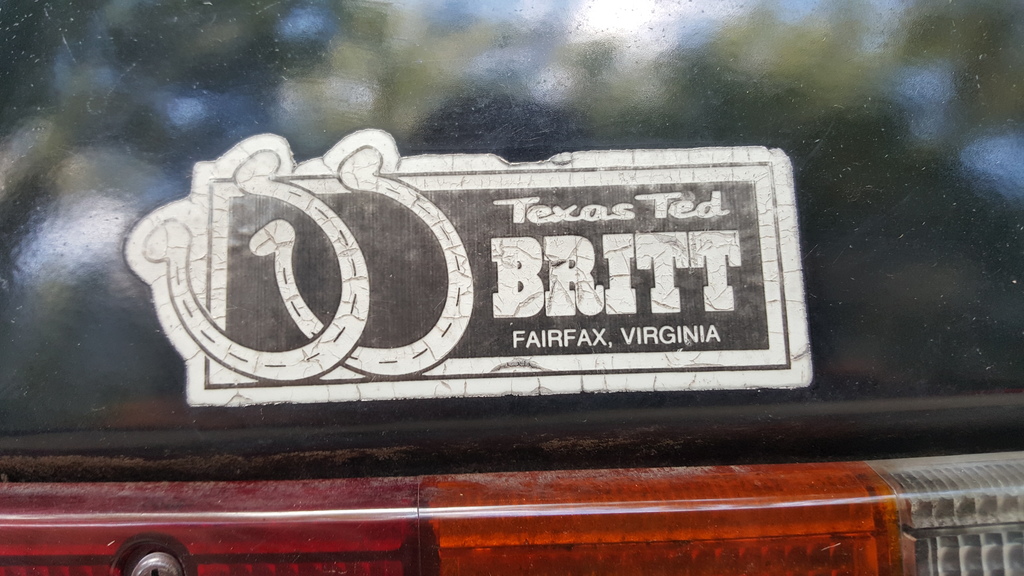 Texas Ted
BRITT
FAIRFAX, VIRGINIA